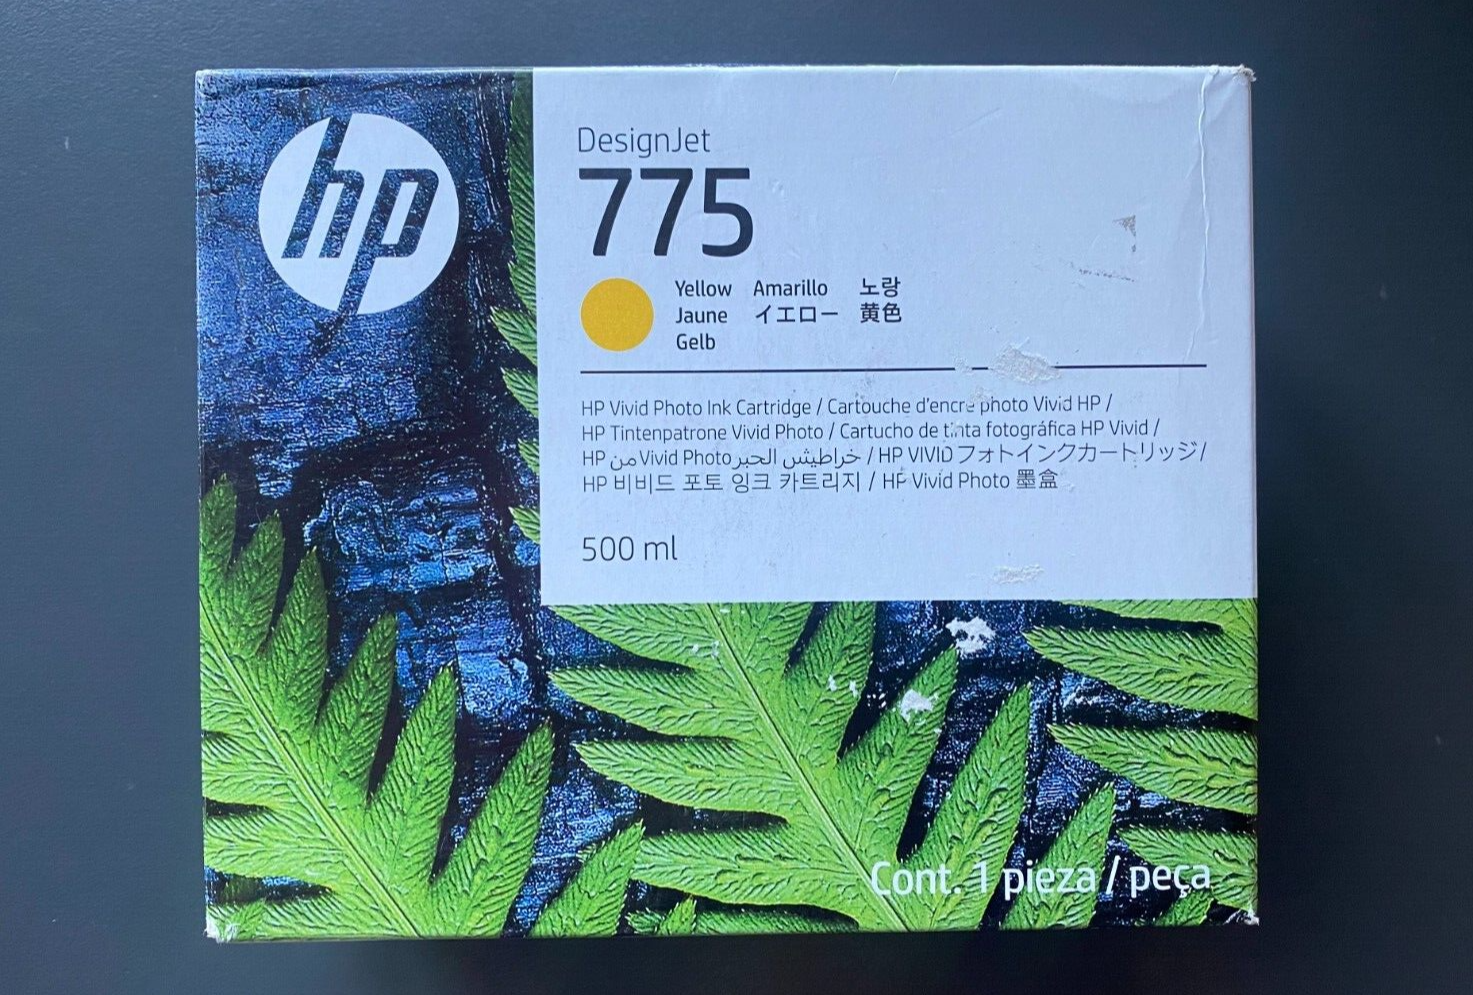 hp
DesignJet
775
Yellow Amarillo 노랑
Jaune イエロー 黄色
Gelb
HP Vivid Photo Ink Cartridge / Cartouche d'encre photo Vivid HP /
HP Tintenpatrone Vivid Photo / Cartucho de tinta fotográfica HP Vivid /
HP من Vivid Photo خراطيش الحبر / HP VIVID フォトインクカートリッジ /
HP 비비드 포토 잉크 카트리지 / HP Vivid Photo 墨盒
500 ml
Cont. 1 pieza / peça